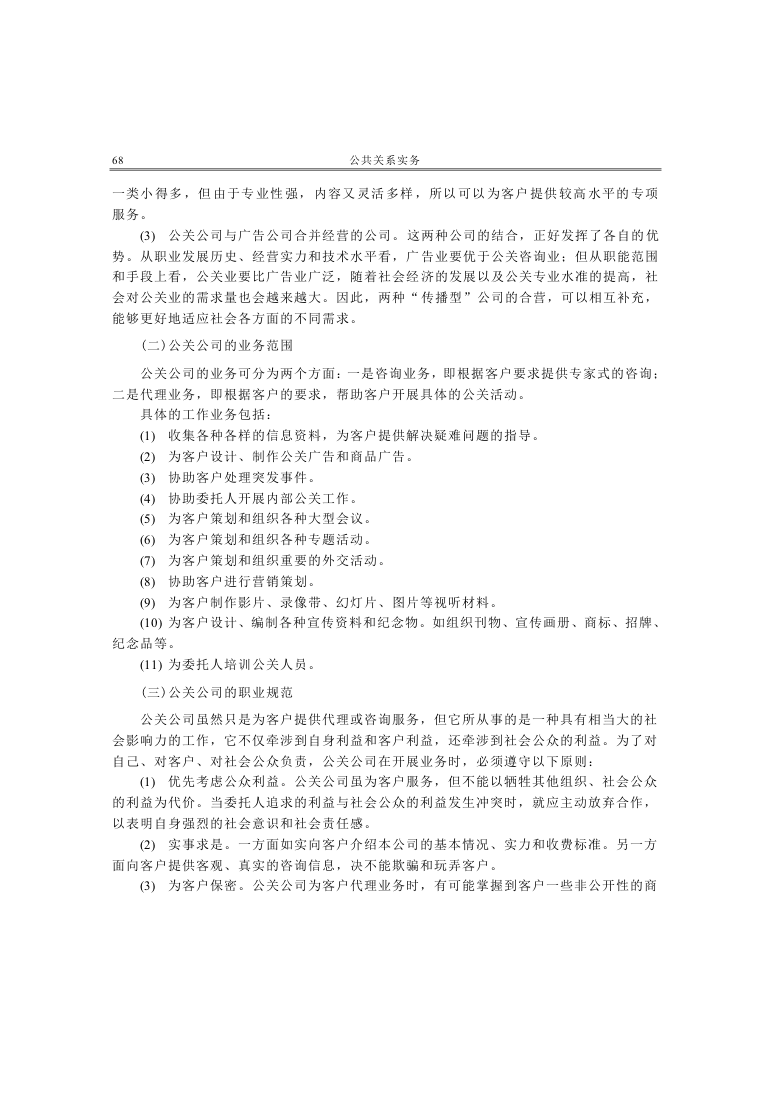 68 公共关系实务
一类小得多，但由于专业性强，内容又灵活多样，所以可以为客户提供较高水平的专项
服务。
(3) 公关公司与广告公司合并经营的公司。这两种公司的结合，正好发挥了各自的优
势。从职业发展历史、经营实力和技术水平看，广告业要优于公关咨询业；但从职能范围
和手段上看，公关业要比广告业广泛，随着社会经济的发展以及公关专业水准的提高，社
会对公关业的需求量也会越来越大。因此，两种“传播型”公司的合营，可以相互补充，
能够更好地适应社会各方面的不同需求。
(二)公关公司的业务范围
公关公司的业务可分为两个方面：一是咨询业务，即根据客户要求提供专家式的咨询；
二是代理业务，即根据客户的要求，帮助客户开展具体的公关活动。
具体的工作业务包括：
(1) 收集各种各样的信息资料，为客户提供解决疑难问题的指导。
(2) 为客户设计、制作公关广告和商品广告。
(3) 协助客户处理突发事件。
(4) 协助委托人开展内部公关工作。
(5) 为客户策划和组织各种大型会议。
(6) 为客户策划和组织各种专题活动。
(7) 为客户策划和组织重要的外交活动。
(8) 协助客户进行营销策划。
(9) 为客户制作影片、录像带、幻灯片、图片等视听材料。
(10) 为客户设计、编制各种宣传资料和纪念物。如组织刊物、宣传画册、商标、招牌、
纪念品等。
(11) 为委托人培训公关人员。
(三)公关公司的职业规范
公关公司虽然只是为客户提供代理或咨询服务，但它所从事的是一种具有相当大的社
会影响力的工作，它不仅牵涉到自身利益和客户利益，还牵涉到社会公众的利益。为了对
自己、对客户、对社会公众负责，公关公司在开展业务时，必须遵守以下原则：
(1) 优先考虑公众利益。公关公司虽为客户服务，但不能以牺牲其他组织、社会公众
的利益为代价。当委托人追求的利益与社会公众的利益发生冲突时，就应主动放弃合作，
以表明自身强烈的社会意识和社会责任感。
(2) 实事求是。一方面如实向客户介绍本公司的基本情况、实力和收费标准。另一方
面向客户提供客观、真实的咨询信息，决不能欺骗和玩弄客户。
(3) 为客户保密。公关公司为客户代理业务时，有可能掌握到客户一些非公开性的商